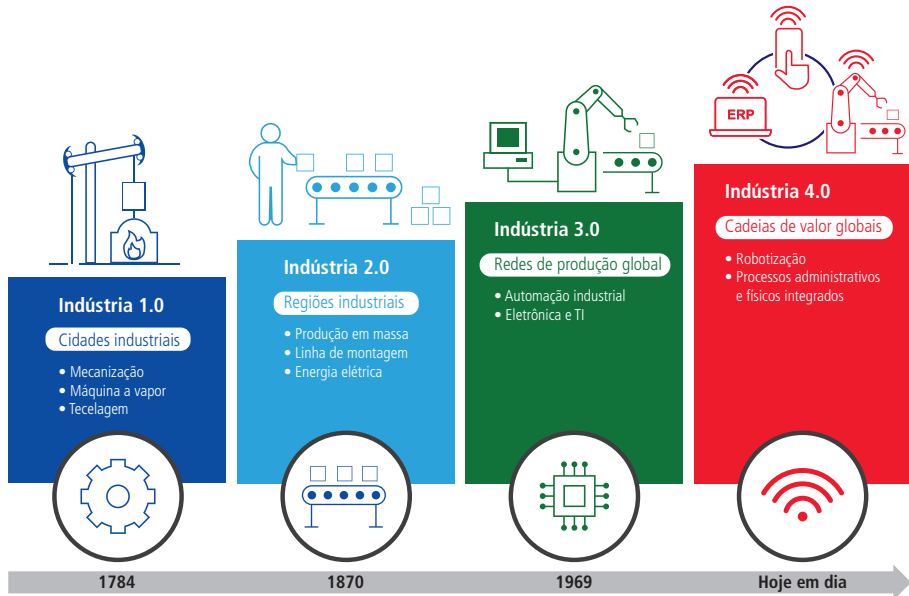 Indústria 1.0
Cidades industriais
• Mecanização
• Máquina a vapor
• Tecelagem
1784
Indústria 2.0
Regiões industriais
• Produção em massa
• Linha de montagem
• Energia elétrica
1870
Indústria 3.0
Redes de produção global
• Automação industrial
• Eletrônica e TI
1969
ERP
Indústria 4.0
Cadeias de valor globais
• Robotização
• Processos administrativos
e físicos integrados
Hoje em dia